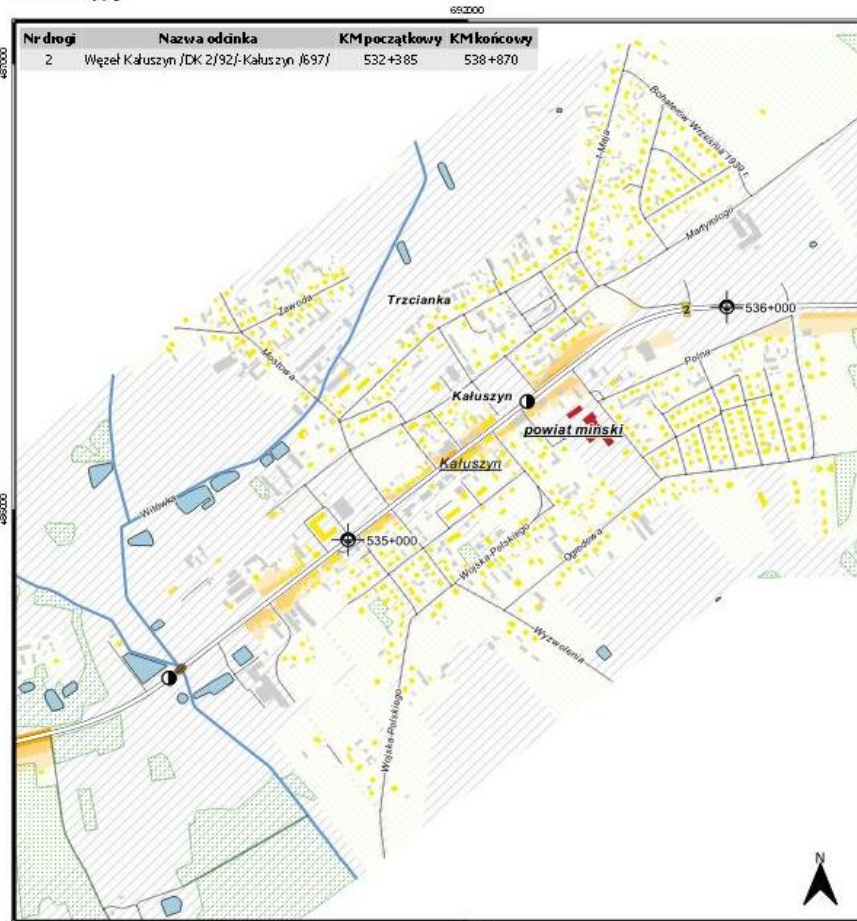 692000
Nr drogi Nazwa odcinka KM początkowy KM końcowy
2 Węzeł Kałuszyn /DK 2/92/-Kałuszyn /697/ 532+385 538+870
487000
Bohaterów Września 1939 r.
1-Maja
Martyrologii
Zawoda
Trzcianka
2
536+000
Mostowa
Polna
Kałuszyn
powiat miński
Kałuszyn
486000
Witówka
535+000
Wojska-Polskiego
Ogrodowa
Wyzwolenia
Wojska-Polskiego
N